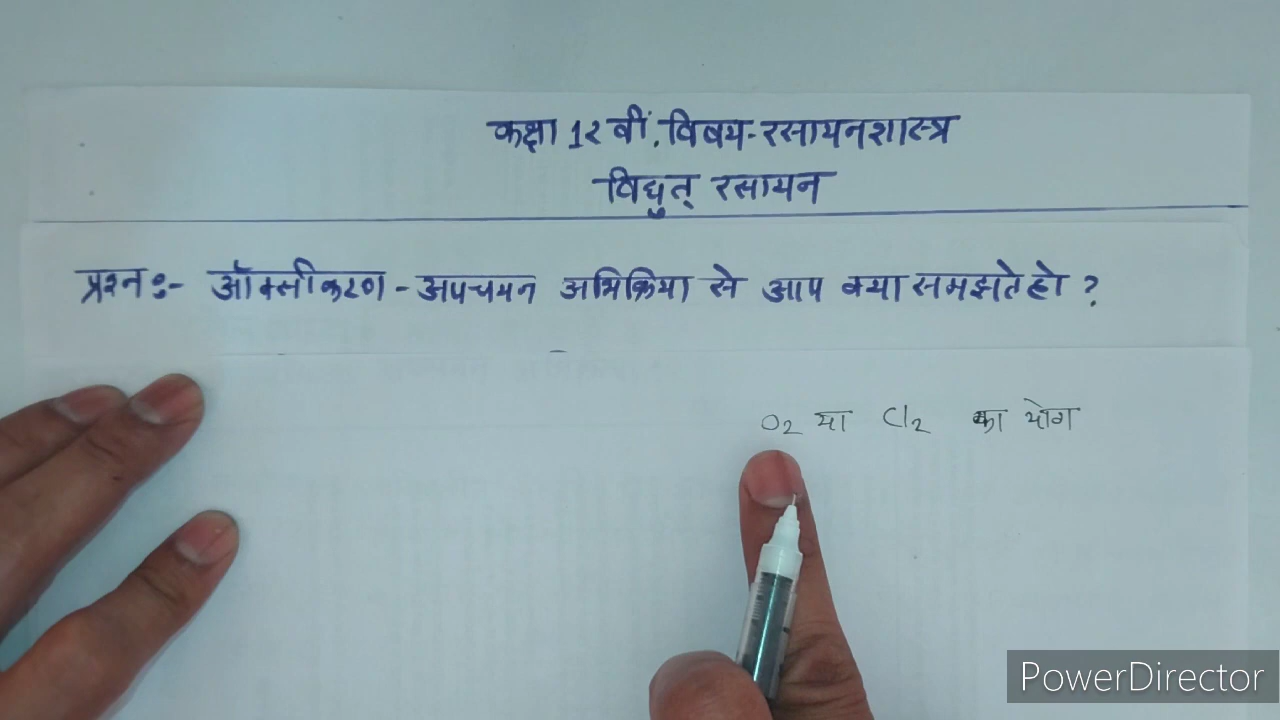 कक्षा 12 वीं. विषय-रसायनशास्त्र
विद्युत् रसायन
प्रश्न:- ऑक्सीकरण - अपचयन अभिक्रिया से आप क्या समझते हो ?
O2 या Cl2 का योग
PowerDirector